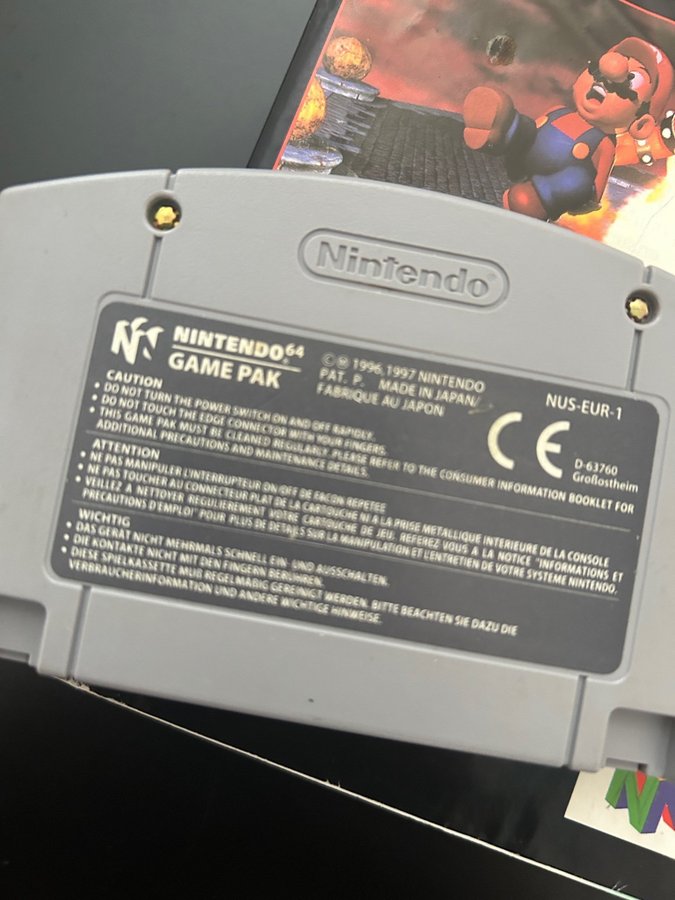 Nintendo
NINTENDO64
GAME PAK
© Ⓜ 1996,1997 NINTENDO
PAT. P. MADE IN JAPAN/
FABRIQUE AU JAPON
NUS-EUR-1
CE
D-63760
Großostheim
CAUTION
• DO NOT TURN THE POWER SWITCH ON AND OFF RAPIDLY.
• DO NOT TOUCH THE EDGE CONNECTOR WITH YOUR FINGERS.
• THIS GAME PAK MUST BE CLEANED REGULARLY. PLEASE REFER TO THE CONSUMER INFORMATION BOOKLET FOR
ADDITIONAL PRECAUTIONS AND MAINTENANCE DETAILS.
ATTENTION
• NE PAS MANIPULER L'INTERRUPTEUR ON OFF DE FACON REPETEE
• NE PAS TOUCHER AU CONNECTEUR PLAT DE LA CARTOUCHE NI A LA PRISE METALLIQUE INTERIEURE DE LA CONSOLE
• VEILLEZ A NETTOYER REGULIEREMENT VOTRE CARTOUCHE DE JEU. REFEREZ VOUS A LA NOTICE "INFORMATIONS ET
PRECAUTIONS D'EMPLOI" POUR PLUS DE DETAILS SUR LA MANIPULATION ET L'ENTRETIEN DE VOTRE SYSTEME NINTENDO.
WICHTIG
• DAS GERÄT NICHT MEHRMALS SCHNELL EIN- UND AUSSCHALTEN.
• DIE KONTAKTE NICHT MIT DEN FINGERN BERÜHREN.
• DIESE SPIELKASSETTE MUß REGELMÄßIG GEREINIGT WERDEN. BITTE BEACHTEN SIE DAZU DIE
VERBRAUCHERINFORMATION UND ANDERE WICHTIGE HINWEISE.